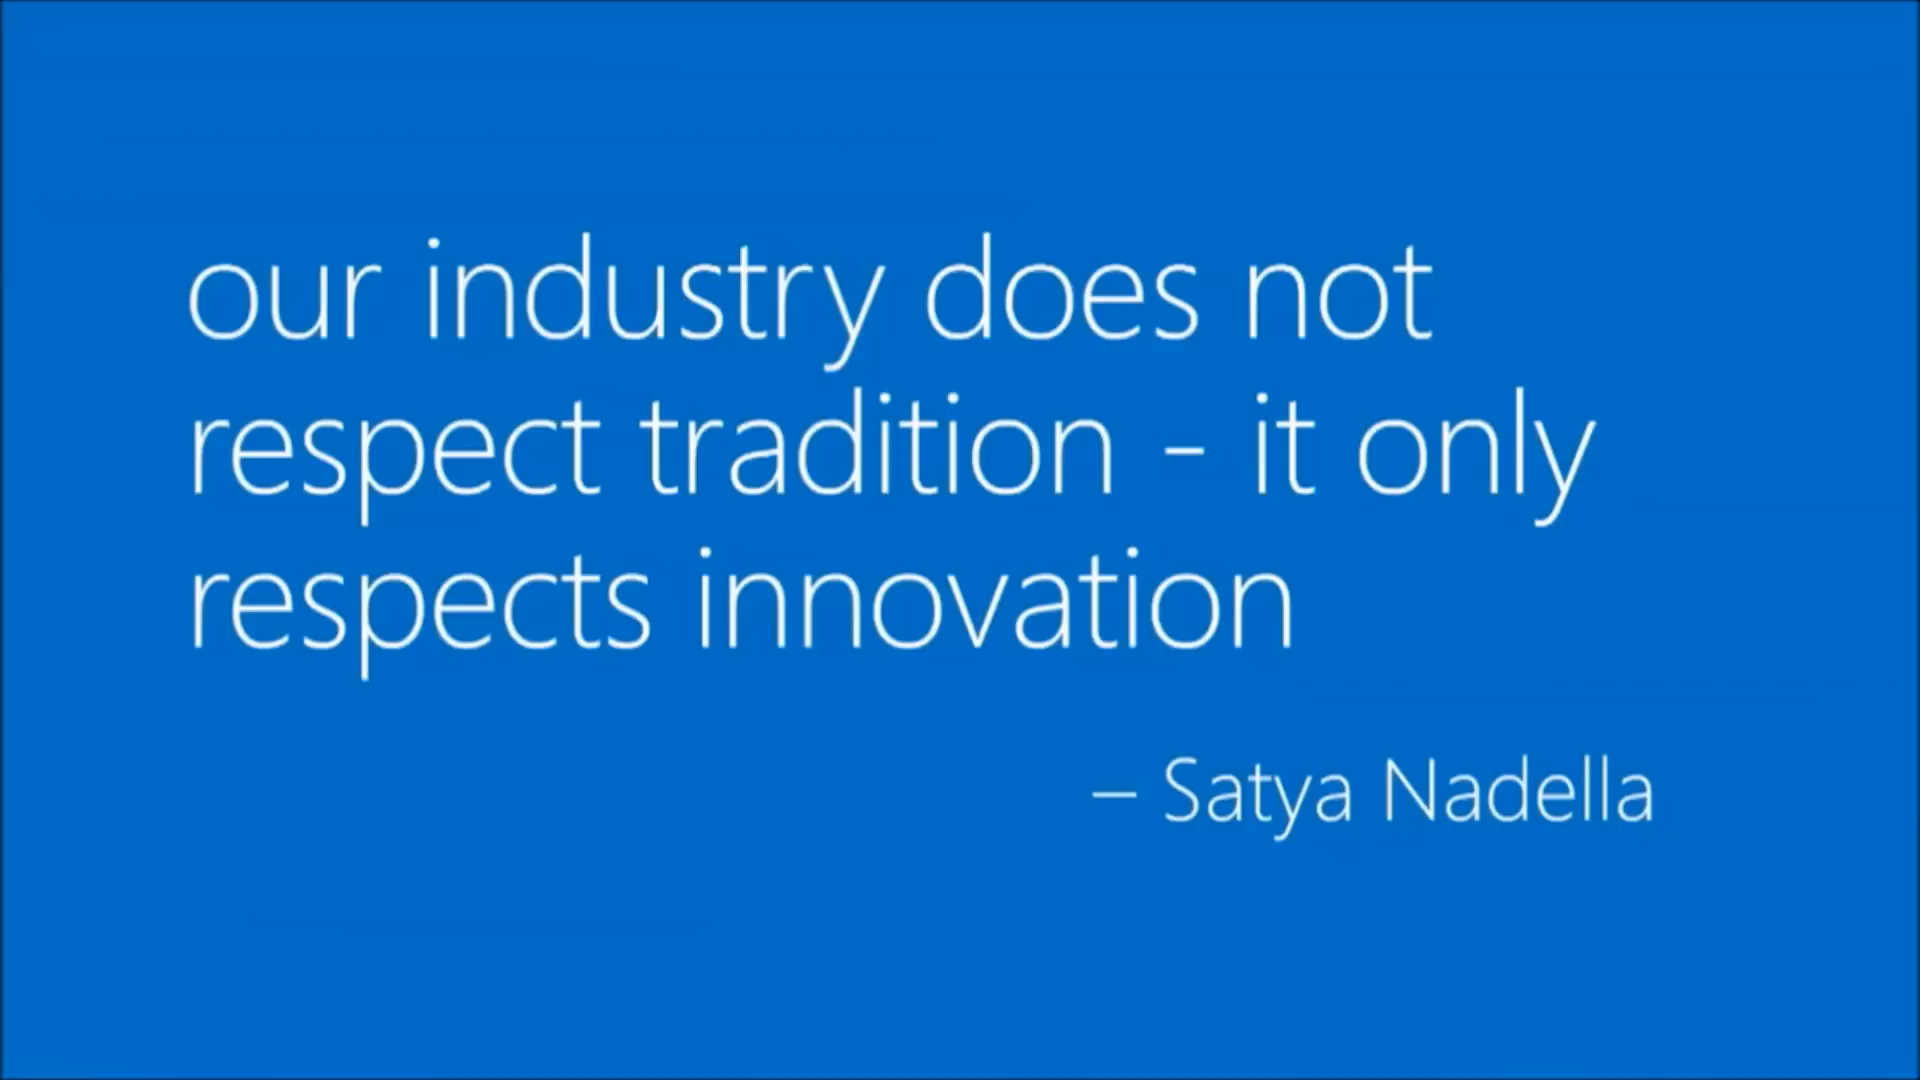 our industry does not
respect tradition - it only
respects innovation
– Satya Nadella